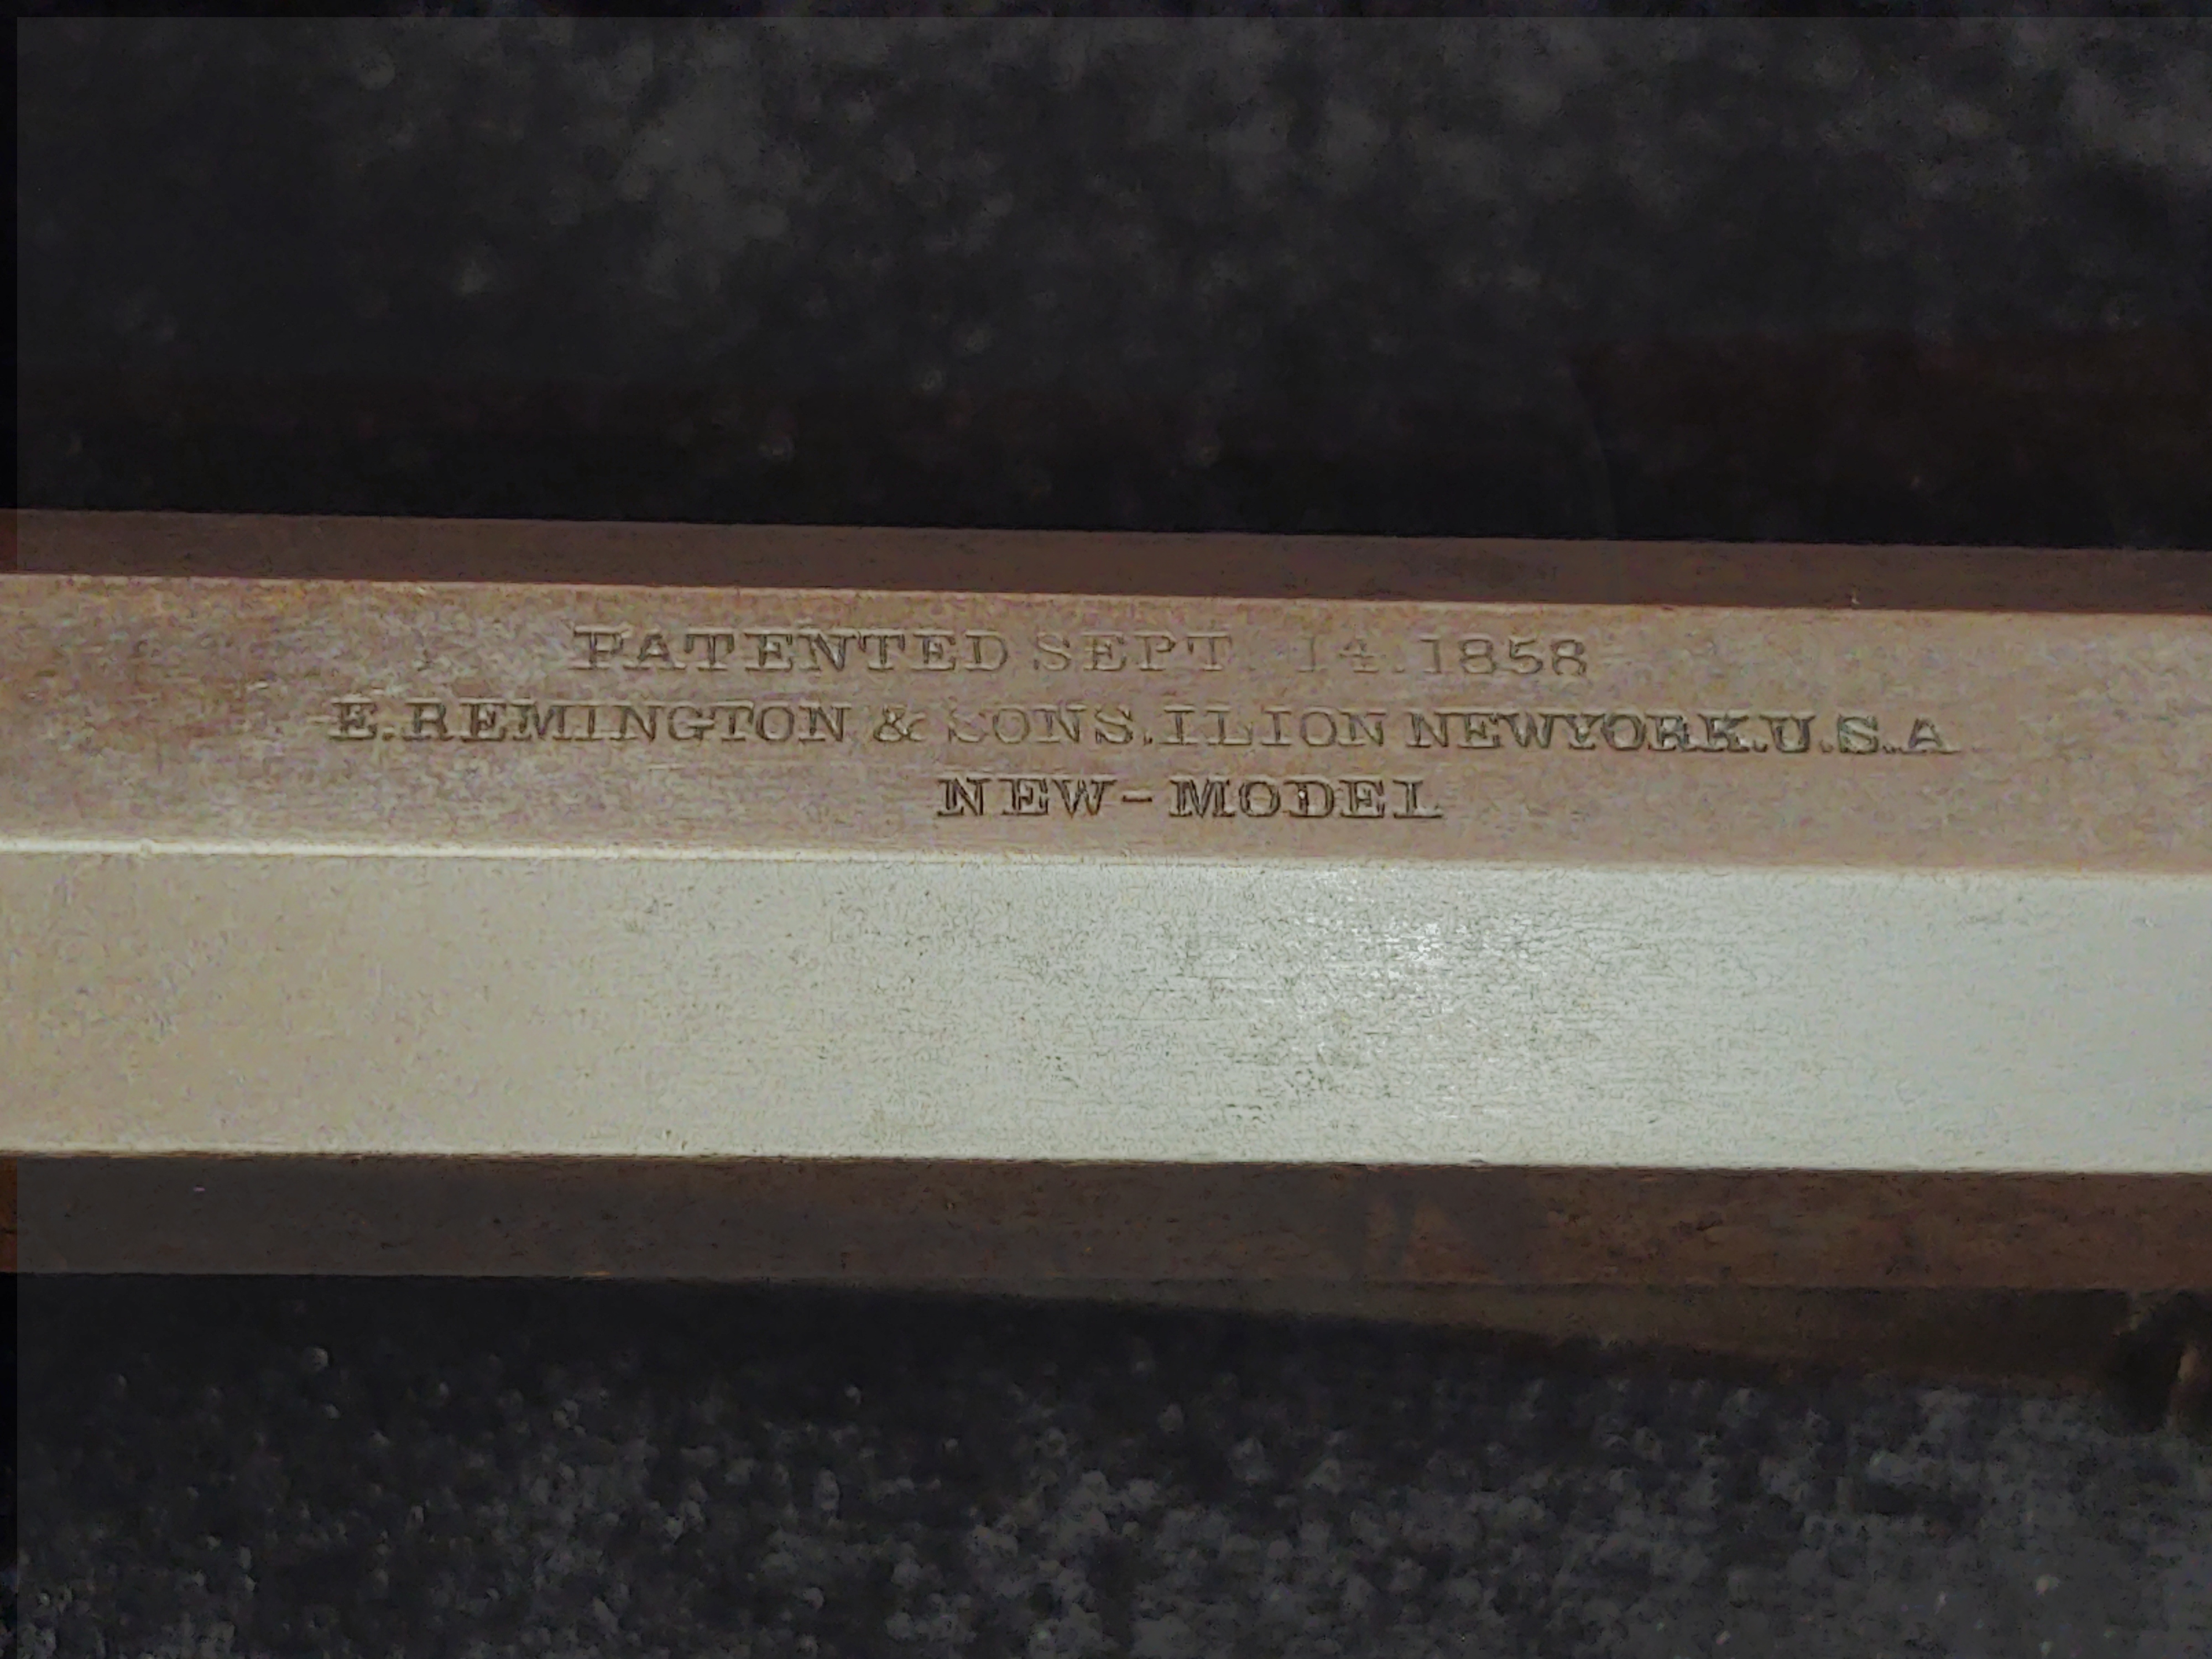 PATENTED SEPT. 14.1858
E.REMINGTON & SONS.ILION NEWYORK.U.S.A
NEW-MODEL